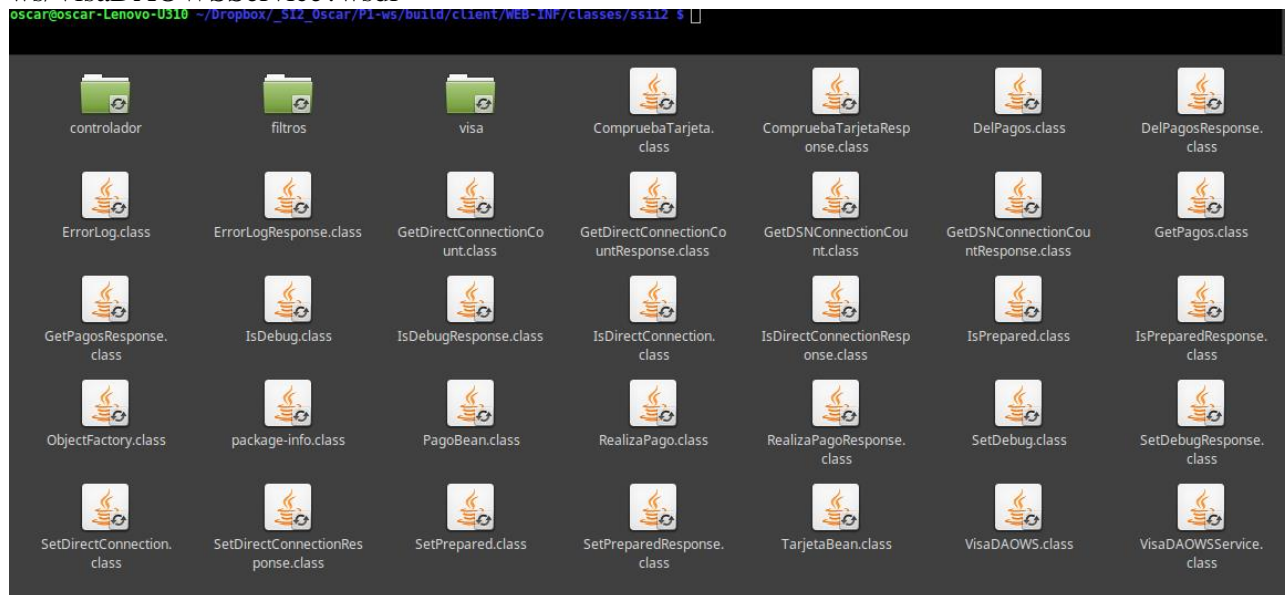 ws/VisaDAOWSService?wsdl
oscar@oscar-Lenovo-U310 ~/Dropbox/_SI2_Oscar/P1-ws/build/client/WEB-INF/classes/ssii2 $
controlador filtros visa CompruebaTarjeta. CompruebaTarjetaResp DelPagos.class DelPagosResponse.
class onse.class class
ErrorLog.class ErrorLogResponse.class GetDirectConnectionCo GetDirectConnectionCo GetDSNConnectionCou GetDSNConnectionCou GetPagos.class
unt.class untResponse.class nt.class ntResponse.class
GetPagosResponse. IsDebug.class IsDebugResponse.class IsDirectConnection. IsDirectConnectionResp IsPrepared.class IsPreparedResponse.
class class onse.class class
ObjectFactory.class package-info.class PagoBean.class RealizaPago.class RealizaPagoResponse. SetDebug.class SetDebugResponse.
class class
SetDirectConnection. SetDirectConnectionRes SetPrepared.class SetPreparedResponse. TarjetaBean.class VisaDAOWS.class VisaDAOWSService.
class ponse.class class class